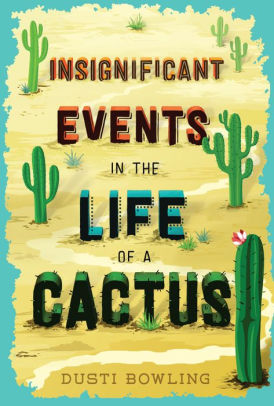 INSIGNIFICANT
EVENTS
IN THE
LIFE
OF A
CACTUS
DUSTI BOWLING